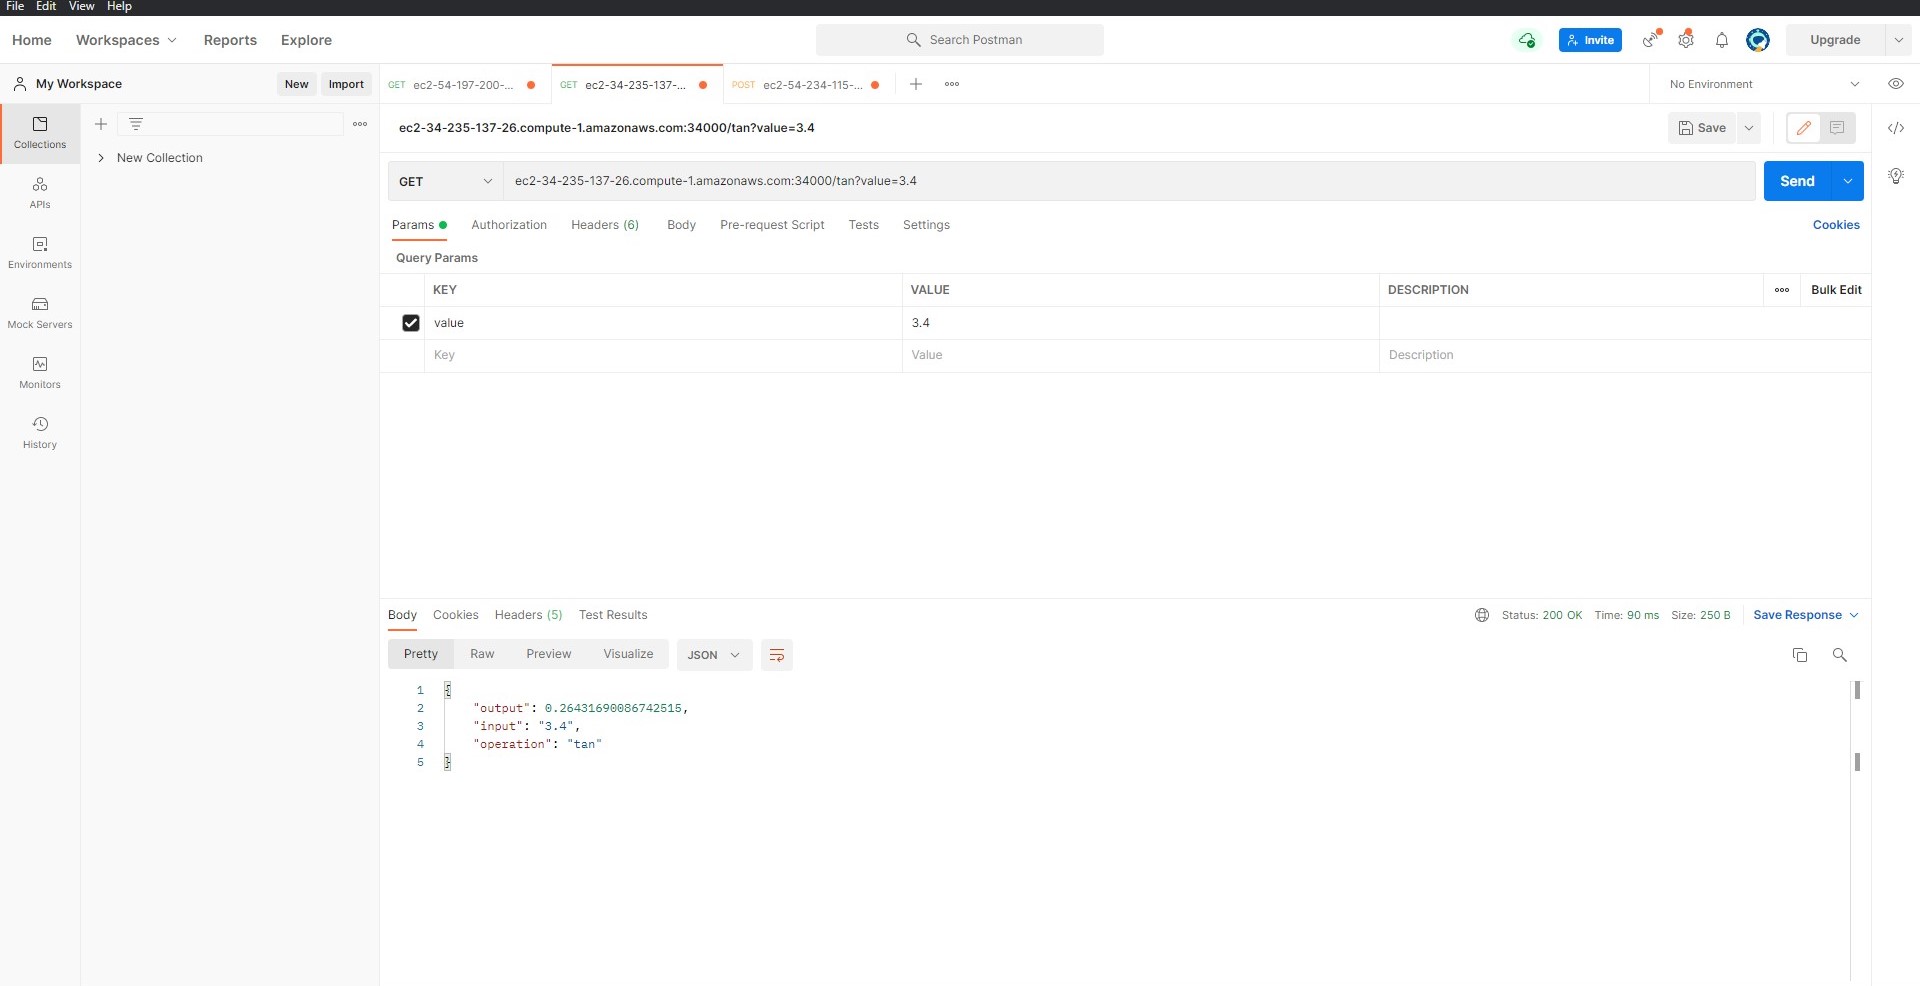 File Edit View Help
Home Workspaces Reports Explore Search Postman Invite Upgrade
My Workspace New Import GET ec2-54-197-200-... GET ec2-34-235-137-... POST ec2-54-234-115-... No Environment
Collections
New Collection
APIs
Environments
Mock Servers
Monitors
History
ec2-34-235-137-26.compute-1.amazonaws.com:34000/tan?value=3.4 Save
GET ec2-34-235-137-26.compute-1.amazonaws.com:34000/tan?value=3.4 Send
Params Authorization Headers (6) Body Pre-request Script Tests Settings Cookies
Query Params
KEY VALUE DESCRIPTION Bulk Edit
value 3.4
Key Value Description
Body Cookies Headers (5) Test Results Status: 200 OK Time: 90 ms Size: 250 B Save Response
Pretty Raw Preview Visualize JSON
1 {
2 "output": 0.26431690086742515,
3 "input": "3.4",
4 "operation": "tan"
5 }